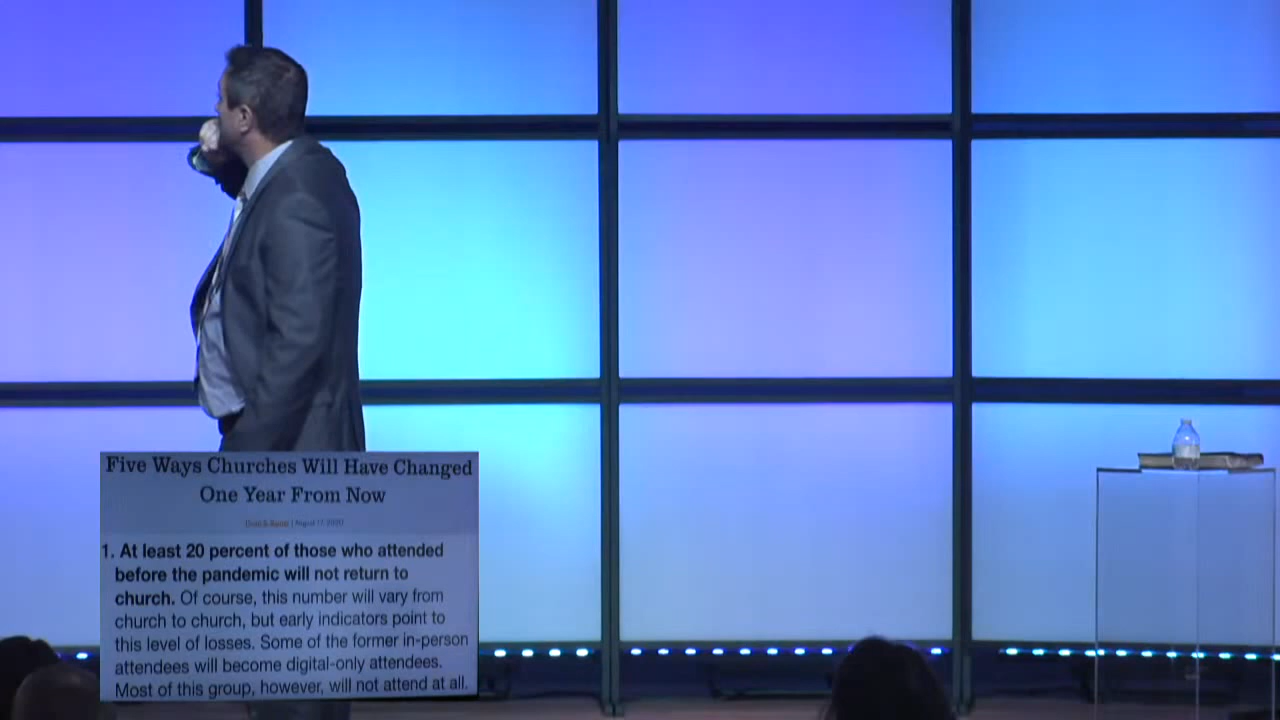 Five Ways Churches Will Have Changed
One Year From Now
August 17, 2020
1. At least 20 percent of those who attended
before the pandemic will not return to
church. Of course, this number will vary from
church to church, but early indicators point to
this level of losses. Some of the former in-person
attendees will become digital-only attendees.
Most of this group, however, will not attend at all.